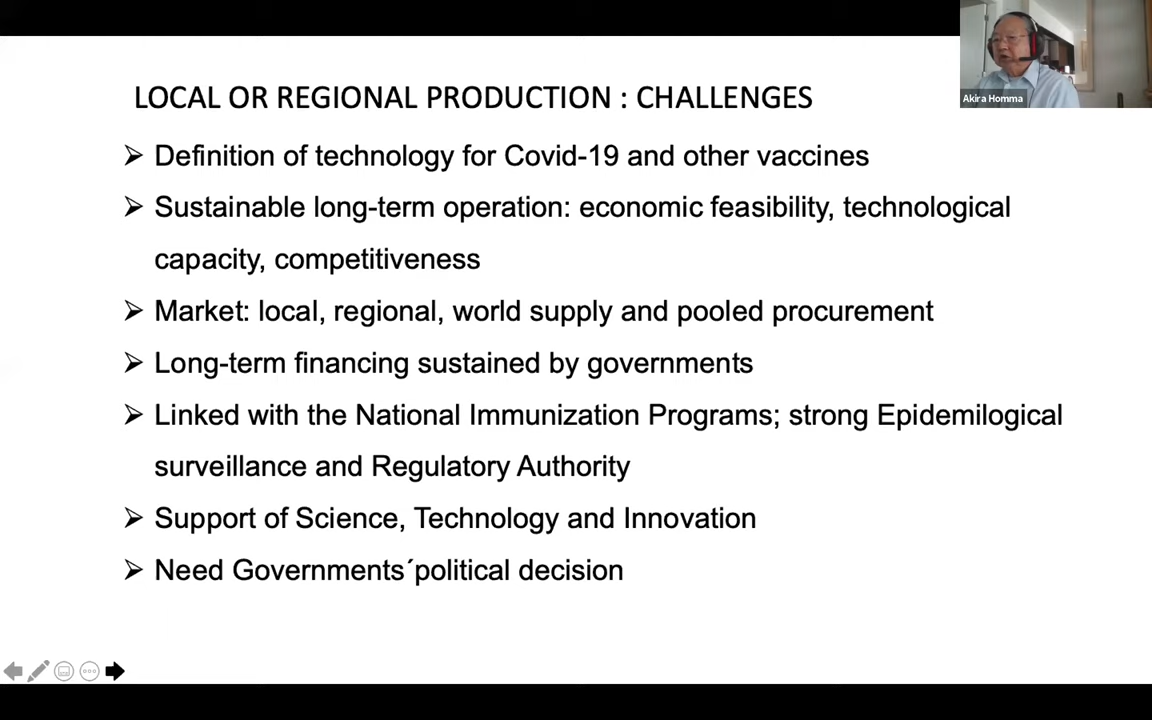 Akira Homma
LOCAL OR REGIONAL PRODUCTION : CHALLENGES
➢ Definition of technology for Covid-19 and other vaccines
➢ Sustainable long-term operation: economic feasibility, technological
capacity, competitiveness
➢ Market: local, regional, world supply and pooled procurement
➢ Long-term financing sustained by governments
➢ Linked with the National Immunization Programs; strong Epidemilogical
surveillance and Regulatory Authority
➢ Support of Science, Technology and Innovation
➢ Need Governments´political decision